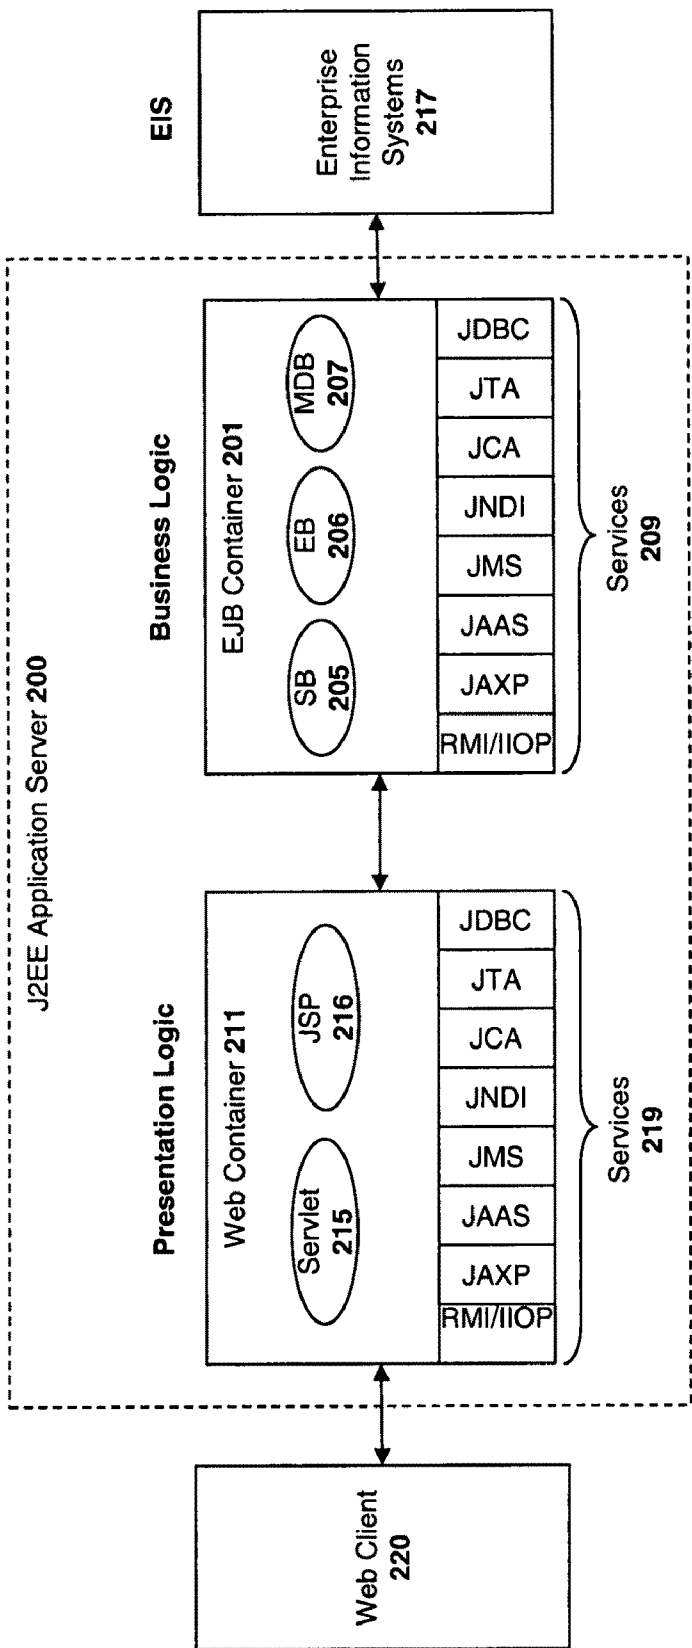 J2EE Application Server 200
Web Client
220
Presentation Logic
Web Container 211
Servlet
215
JSP
216
RMI/IIOP
JAXP
JAAS
JMS
JNDI
JCA
JTA
JDBC
Services
219
Business Logic
EJB Container 201
SB
205
EB
206
MDB
207
RMI/IIOP
JAXP
JAAS
JMS
JNDI
JCA
JTA
JDBC
Services
209
EIS
Enterprise
Information
Systems
217